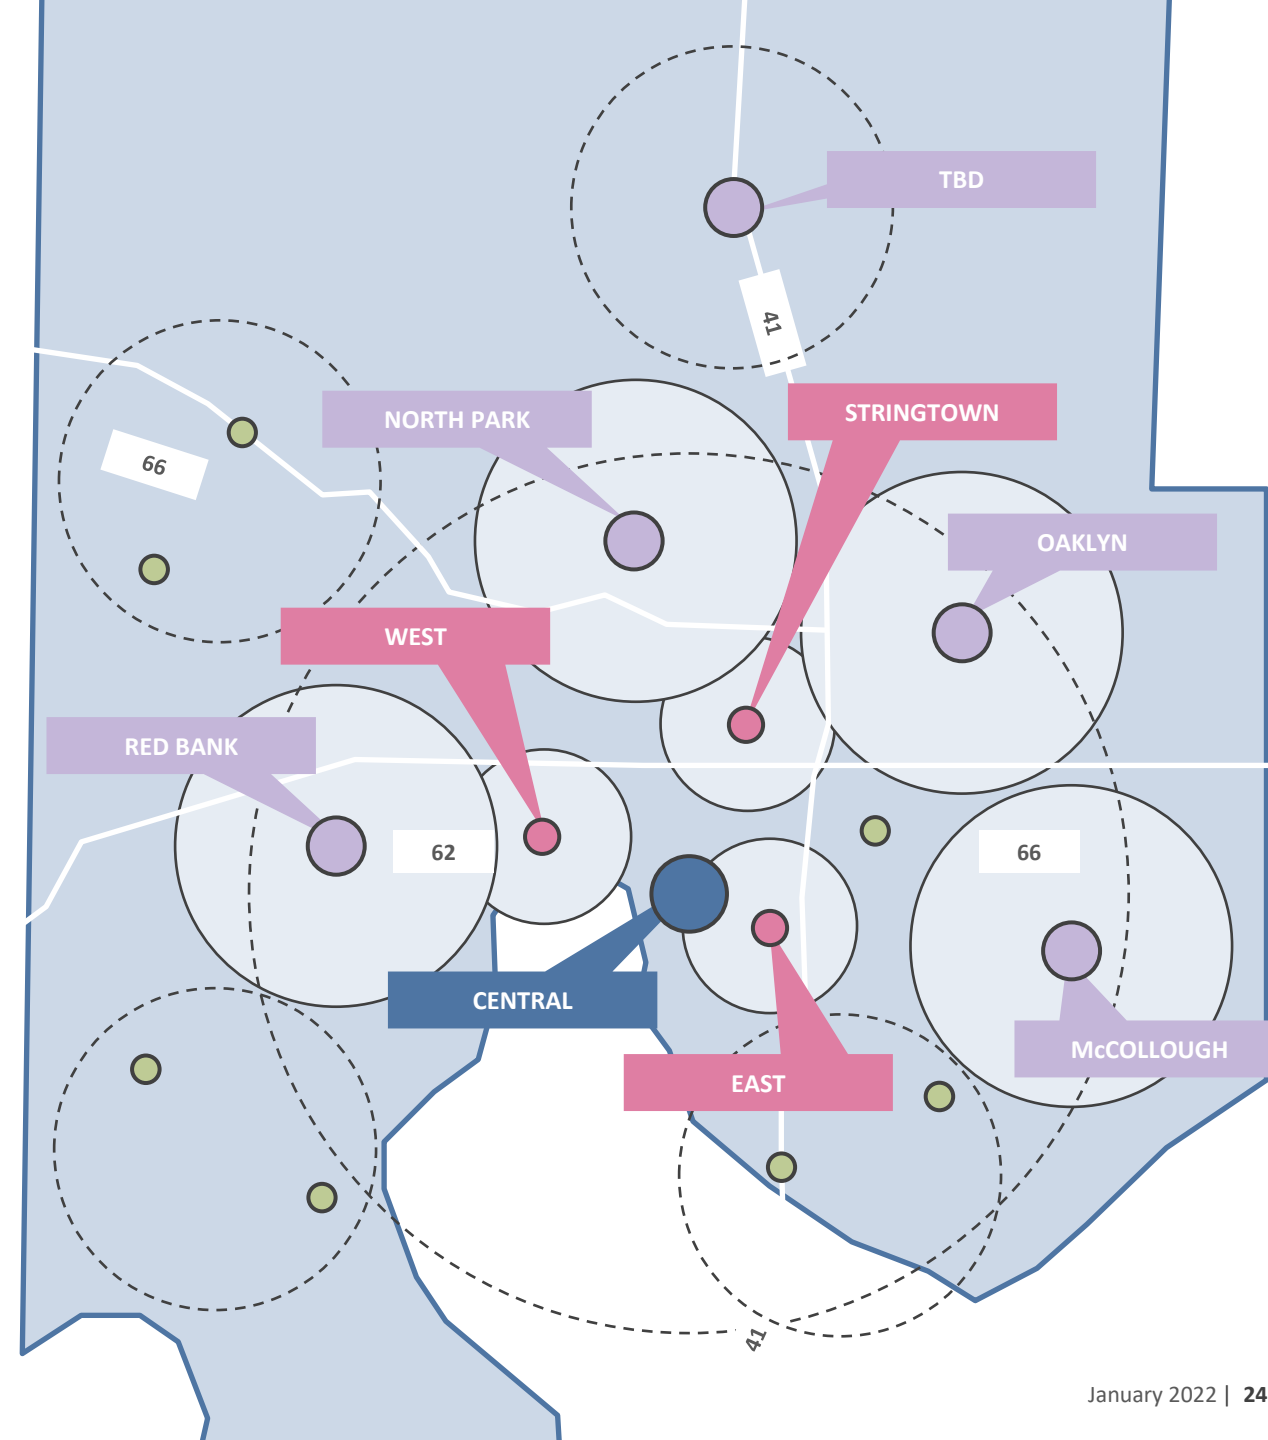 TBD
41
NORTH PARK
STRINGTOWN
66
OAKLYN
WEST
RED BANK
62
66
CENTRAL
McCOLLOUGH
EAST
41
January 2022 | 24